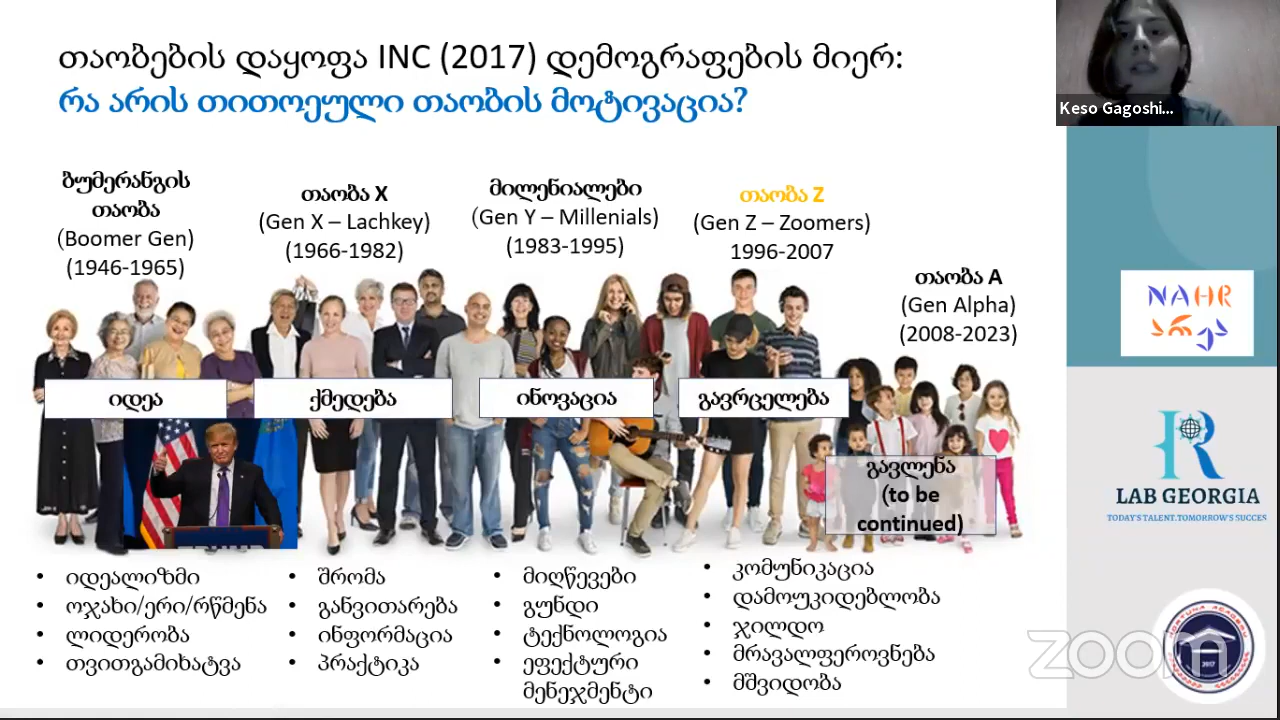 თაობების დაყოფა INC (2017) დემოგრაფების მიერ:
რა არის თითოეული თაობის მოტივაცია?
Keso Gagoshi...
ბუმერანგის
თაობა
(Boomer Gen)
(1946-1965)
თაობა X
(Gen X – Lachkey)
(1966-1982)
მილენიალები
(Gen Y – Millenials)
(1983-1995)
თაობა Z
(Gen Z – Zoomers)
1996-2007
თაობა A
(Gen Alpha)
(2008-2023)
იდეა
ქმედება
ინოვაცია
გავრცელება
გავლენა
(to be
continued)
• იდეალიზმი
• ოჯახი/ერი/რწმენა
• ლიდერობა
• თვითგამოხატვა
• შრომა
• განვითარება
• ინფორმაცია
• პრაქტიკა
• მიღწევები
• გუნდი
• ტექნოლოგია
• ეფექტური
მენეჯმენტი
• კომუნიკაცია
• დამოუკიდებლობა
• ჯილდო
• მრავალფეროვნება
• მშვიდობა
NAHR
არვა
LAB GEORGIA
TODAY'S TALENT.TOMORROW'S SUCCES
2017
zoom